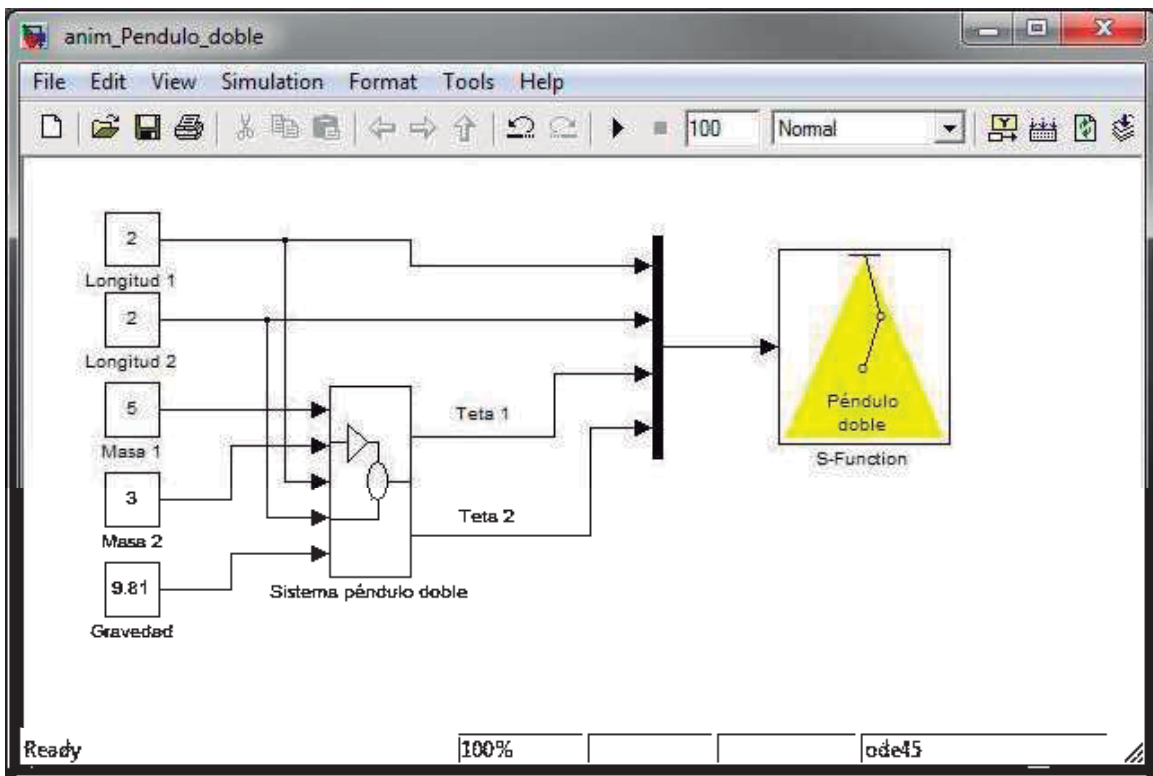 anim_Pendulo_doble
File Edit View Simulation Format Tools Help
100 Normal
2
Longitud 1
2
Longitud 2
5
Masa 1
3
Masa 2
9.81
Gravedad
Teta 1
Teta 2
Sistema péndulo doble
Péndulo
doble
S-Function
Ready 100% ode45